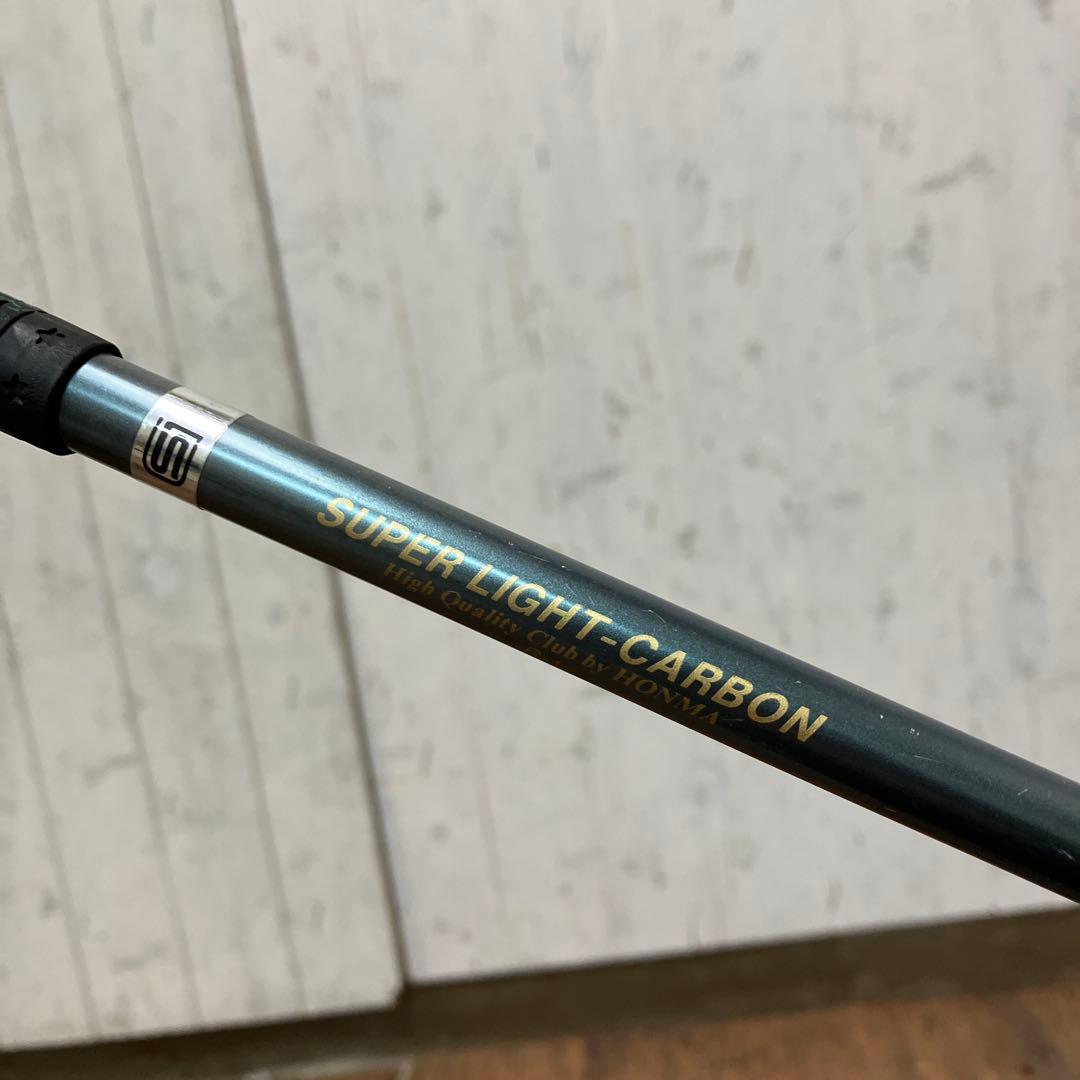 S1
SUPER LIGHT-CARBON
High Quality Club by HONMA